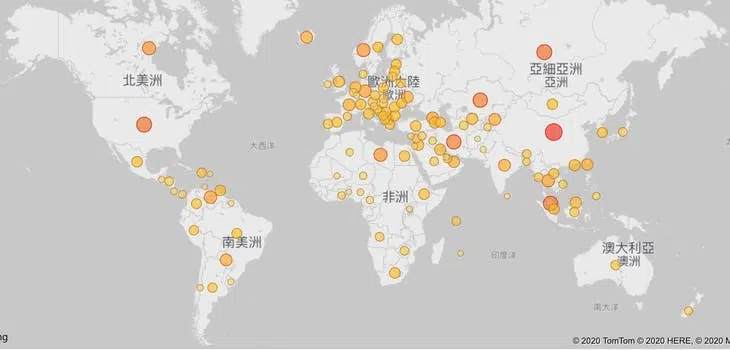 北美洲
歐洲大陸
歐洲
亞細亞洲
亞洲
大西洋
非洲
南美洲
印度洋
澳大利亞
澳洲
南大洋
ng
© 2020 TomTom © 2020 HERE, © 2020 M